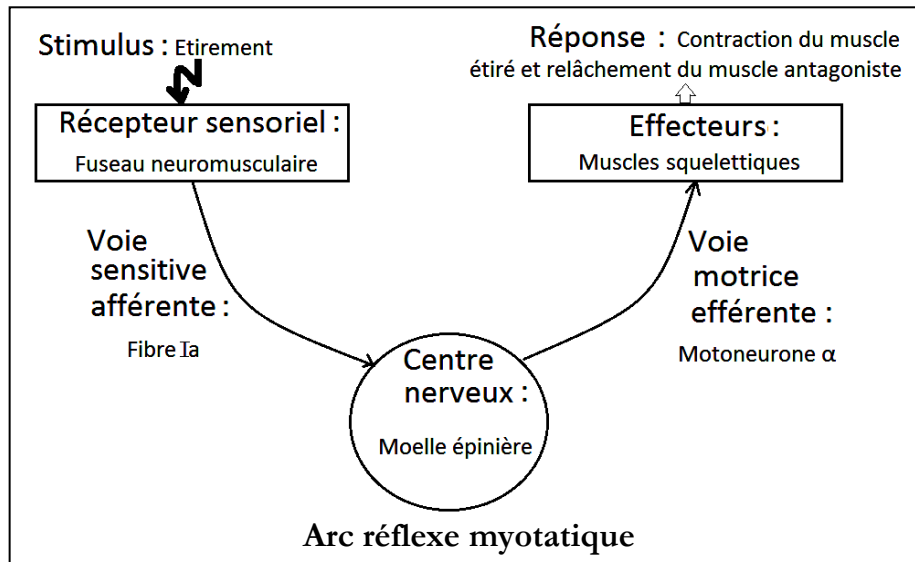 Stimulus : Etirement
Réponse : Contraction du muscle
étiré et relâchement du muscle antagoniste
Récepteur sensoriel :
Fuseau neuromusculaire
Effecteurs :
Muscles squelettiques
Voie
sensitive
afférente :
Fibre Ia
Voie
motrice
efférente :
Motoneurone α
Centre
nerveux :
Moelle épinière
Arc réflexe myotatique